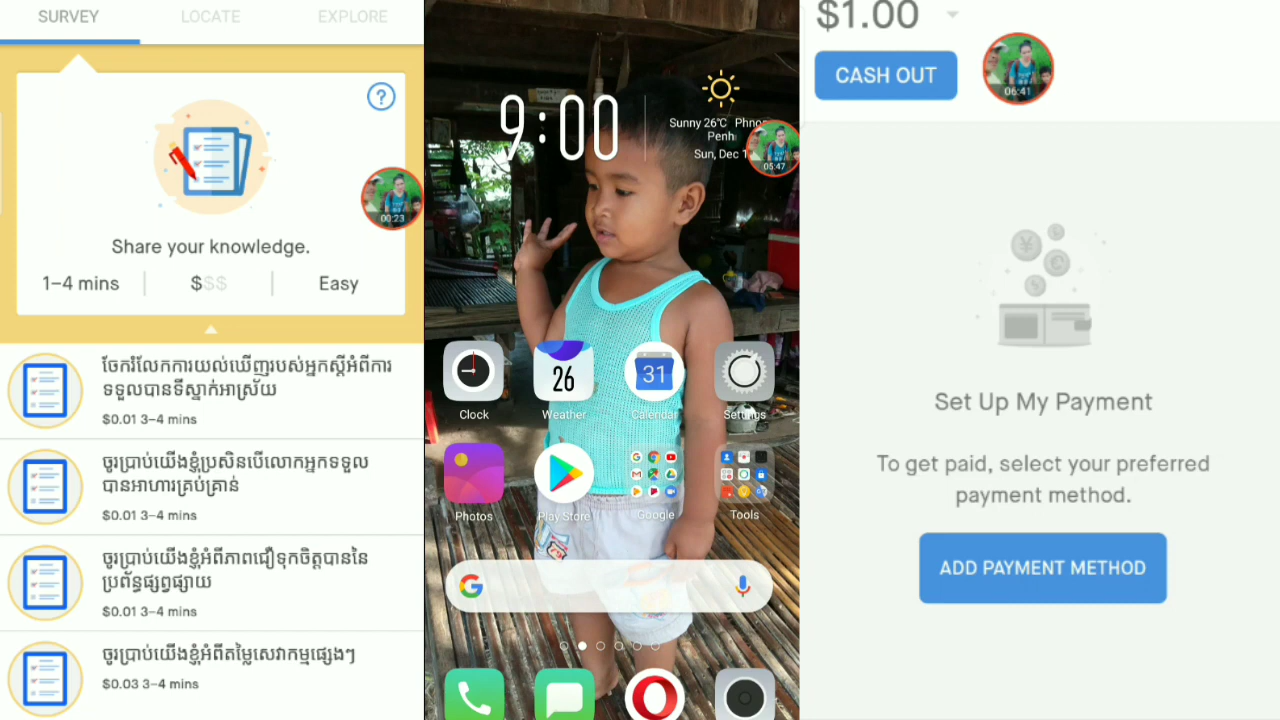 SURVEY
LOCATE
EXPLORE
?
00:23
Share your knowledge.
1–4 mins
$$$
Easy
ចែករំលែកការយល់ឃើញរបស់អ្នកស្ដីអំពីការ
ទទួលបានទីស្នាក់អាស្រ័យ
$0.01 3–4 mins
ចូរប្រាប់យើងខ្ញុំប្រសិនបើលោកអ្នកទទួល
បានអាហារគ្រប់គ្រាន់
$0.01 3–4 mins
ចូរប្រាប់យើងខ្ញុំអំពីភាពជឿទុកចិត្តបាននៃ
ប្រព័ន្ធផ្សព្វផ្សាយ
$0.01 3–4 mins
ចូរប្រាប់យើងខ្ញុំអំពីតម្លៃសេវាកម្មផ្សេងៗ
$0.03 3–4 mins
9:00
Sunny 26℃
Penh
Sun, Dec
05:47
26
31
Clock
Weather
Calendar
Settings
Photos
Play Store
Google
Tools
$1.00
CASH OUT
06:41
Set Up My Payment
To get paid, select your preferred
payment method.
ADD PAYMENT METHOD